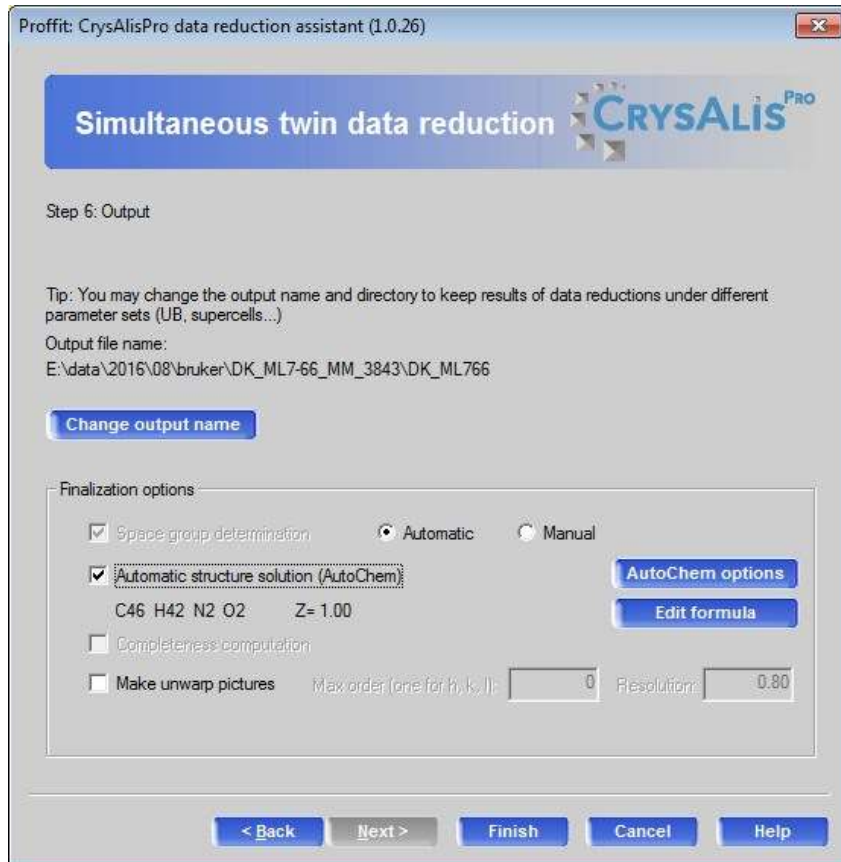 Proffit: CrysAlisPro data reduction assistant (1.0.26)
Simultaneous twin data reduction CRYSALIS PRO
Step 6: Output
Tip: You may change the output name and directory to keep results of data reductions under different
parameter sets (UB, supercells...)
Output file name:
E:\data\2016\08\bruker\DK_ML7-66_MM_3843\DK_ML766
Change output name
Finalization options
Space group determination Automatic Manual
Automatic structure solution (AutoChem) AutoChem options
C46 H42 N2 O2 Z= 1.00 Edit formula
Completeness computation
Make unwarp pictures Max order (one for h, k, l): 0 Resolution: 0.80
< Back Next > Finish Cancel Help